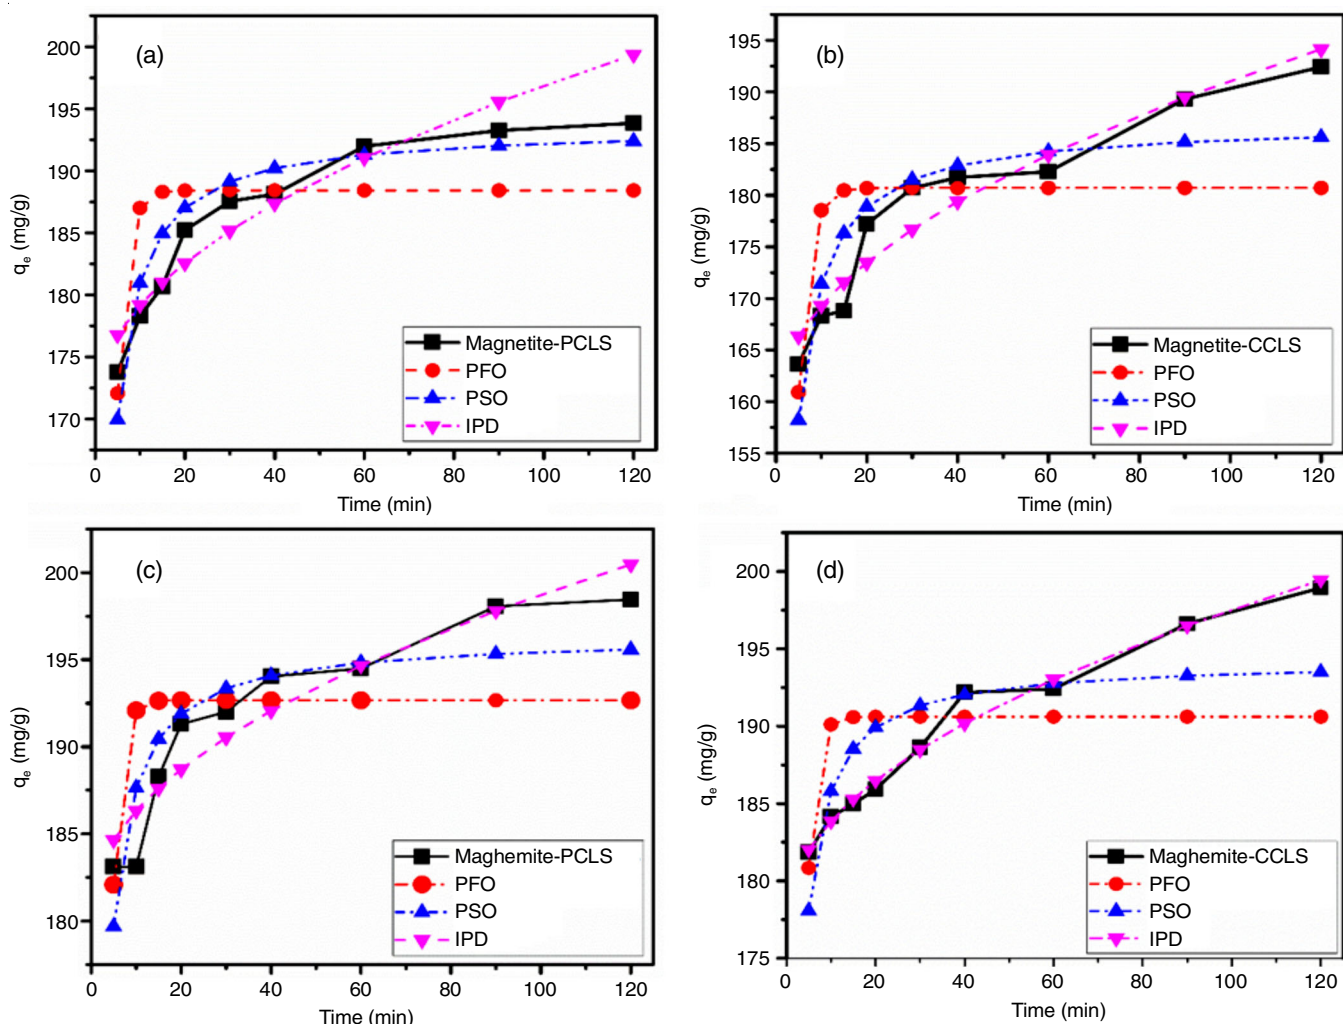 (a)
200
195
190
185
180
175
170
qe (mg/g)
Magnetite-PCLS
PFO
PSO
IPD
0 20 40 60 80 100 120
Time (min)
(b)
195
190
185
180
175
170
165
160
155
qe (mg/g)
Magnetite-CCLS
PFO
PSO
IPD
0 20 40 60 80 100 120
Time (min)
(c)
200
195
190
185
180
qe (mg/g)
Maghemite-PCLS
PFO
PSO
IPD
0 20 40 60 80 100 120
Time (min)
(d)
200
195
190
185
180
175
qe (mg/g)
Maghemite-CCLS
PFO
PSO
IPD
0 20 40 60 80 100 120
Time (min)